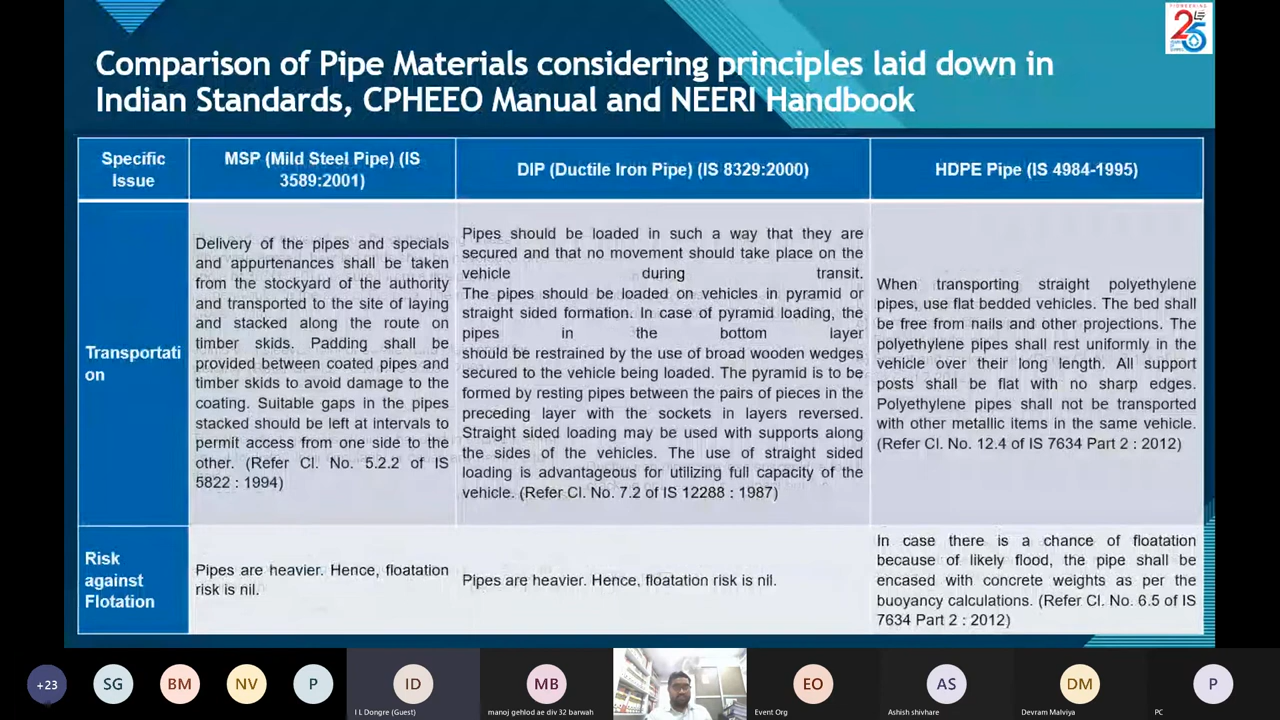 PIONEERING
25
Comparison of Pipe Materials considering principles laid down in
Indian Standards, CPHEEO Manual and NEERI Handbook
Specific
Issue
MSP (Mild Steel Pipe) (IS
3589:2001)
DIP (Ductile Iron Pipe) (IS 8329:2000)
HDPE Pipe (IS 4984-1995)
Transportati
on
Delivery of the pipes and specials
and appurtenances shall be taken
from the stockyard of the authority
and transported to the site of laying
and stacked along the route on
timber skids. Padding shall be
provided between coated pipes and
timber skids to avoid damage to the
coating. Suitable gaps in the pipes
stacked should be left at intervals to
permit access from one side to the
other. (Refer Cl. No. 5.2.2 of IS
5822 : 1994)
Pipes should be loaded in such a way that they are
secured and that no movement should take place on the
vehicle during transit.
The pipes should be loaded on vehicles in pyramid or
straight sided formation. In case of pyramid loading, the
pipes in the bottom layer
should be restrained by the use of broad wooden wedges
secured to the vehicle being loaded. The pyramid is to be
formed by resting pipes between the pairs of pieces in the
preceding layer with the sockets in layers reversed.
Straight sided loading may be used with supports along
the sides of the vehicles. The use of straight sided
loading is advantageous for utilizing full capacity of the
vehicle. (Refer Cl. No. 7.2 of IS 12288 : 1987)
When transporting straight polyethylene
pipes, use flat bedded vehicles. The bed shall
be free from nails and other projections. The
polyethylene pipes shall rest uniformly in the
vehicle over their long length. All support
posts shall be flat with no sharp edges.
Polyethylene pipes shall not be transported
with other metallic items in the same vehicle.
(Refer Cl. No. 12.4 of IS 7634 Part 2 : 2012)
Risk
against
Flotation
Pipes are heavier. Hence, floatation
risk is nil.
Pipes are heavier. Hence, floatation risk is nil.
In case there is a chance of floatation
because of likely flood, the pipe shall be
encased with concrete weights as per the
buoyancy calculations. (Refer Cl. No. 6.5 of IS
7634 Part 2 : 2012)
+23
SG
BM
NV
P
ID
I L Dongre (Guest)
MB
manoj gehlod ae div 32 barwah
EO
Event Org
AS
Ashish shivhare
DM
Devram Malviya
P
PC